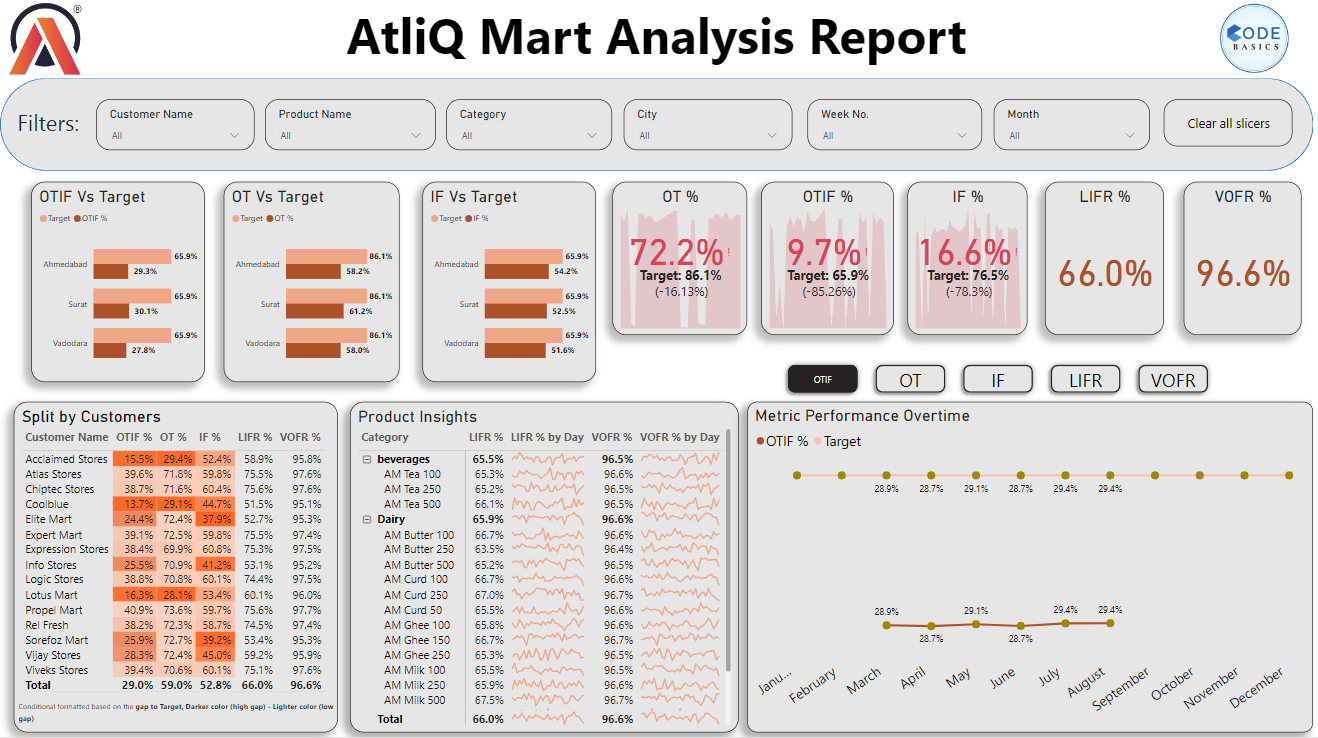 AtliQ Mart Analysis Report
®
CODE
BASICS
Filters:
Customer Name
All
Product Name
All
Category
All
City
All
Week No.
All
Month
All
Clear all slicers
OTIF Vs Target
Target OTIF %
Ahmedabad 65.9%
29.3%
Surat 65.9%
30.1%
Vadodara 65.9%
27.8%
OT Vs Target
Target OT %
Ahmedabad 86.1%
58.2%
Surat 86.1%
61.2%
Vadodara 86.1%
58.0%
IF Vs Target
Target IF %
Ahmedabad 65.9%
54.2%
Surat 65.9%
52.5%
Vadodara 65.9%
51.6%
OT %
72.2%!
Target: 86.1%
(-16.13%)
OTIF %
9.7%!
Target: 65.9%
(-85.26%)
IF %
16.6%!
Target: 76.5%
(-78.3%)
LIFR %
66.0%
VOFR %
96.6%
OTIF
OT
IF
LIFR
VOFR
Split by Customers
Customer Name OTIF % OT % IF % LIFR % VOFR %
Acclaimed Stores 15.5% 29.4% 52.4% 58.9% 95.8%
Atlas Stores 39.6% 71.8% 59.8% 75.5% 97.6%
Chiptec Stores 38.7% 71.6% 60.4% 75.6% 97.6%
Coolblue 13.7% 29.1% 44.7% 51.5% 95.1%
Elite Mart 24.4% 72.4% 37.9% 52.7% 95.3%
Expert Mart 39.1% 72.5% 59.8% 75.5% 97.4%
Expression Stores 38.4% 69.9% 60.8% 75.3% 97.5%
Info Stores 25.5% 70.9% 41.2% 53.1% 95.2%
Logic Stores 38.8% 70.8% 60.1% 74.4% 97.5%
Lotus Mart 16.3% 28.1% 53.4% 60.1% 96.0%
Propel Mart 40.9% 73.6% 59.7% 75.6% 97.7%
Rel Fresh 38.2% 72.3% 58.7% 74.5% 97.4%
Sorefoz Mart 25.9% 72.7% 39.2% 53.4% 95.3%
Vijay Stores 28.3% 72.4% 45.0% 59.2% 95.9%
Viveks Stores 39.4% 70.6% 60.1% 75.1% 97.6%
Total 29.0% 59.0% 52.8% 66.0% 96.6%
Conditional formatted based on the gap to Target, Darker color (high gap) - Lighter color (low
gap)
Product Insights
Category LIFR % LIFR % by Day VOFR % VOFR % by Day
beverages 65.5% 96.5%
AM Tea 100 65.3% 96.6%
AM Tea 250 65.2% 96.5%
AM Tea 500 66.1% 96.5%
Dairy 65.9% 96.6%
AM Butter 100 66.7% 96.6%
AM Butter 250 63.5% 96.4%
AM Butter 500 65.2% 96.5%
AM Curd 100 66.7% 96.6%
AM Curd 250 67.0% 96.7%
AM Curd 50 65.5% 96.6%
AM Ghee 100 65.8% 96.6%
AM Ghee 150 66.7% 96.7%
AM Ghee 250 65.3% 96.5%
AM Milk 100 65.5% 96.5%
AM Milk 250 65.9% 96.6%
AM Milk 500 67.5% 96.7%
Total 66.0% 96.6%
Metric Performance Overtime
OTIF % Target
28.9% 28.7% 29.1% 28.7% 29.4% 29.4%
28.9% 29.1% 29.4% 29.4%
28.7% 28.7%
Janu... February March April May June July August September October November December